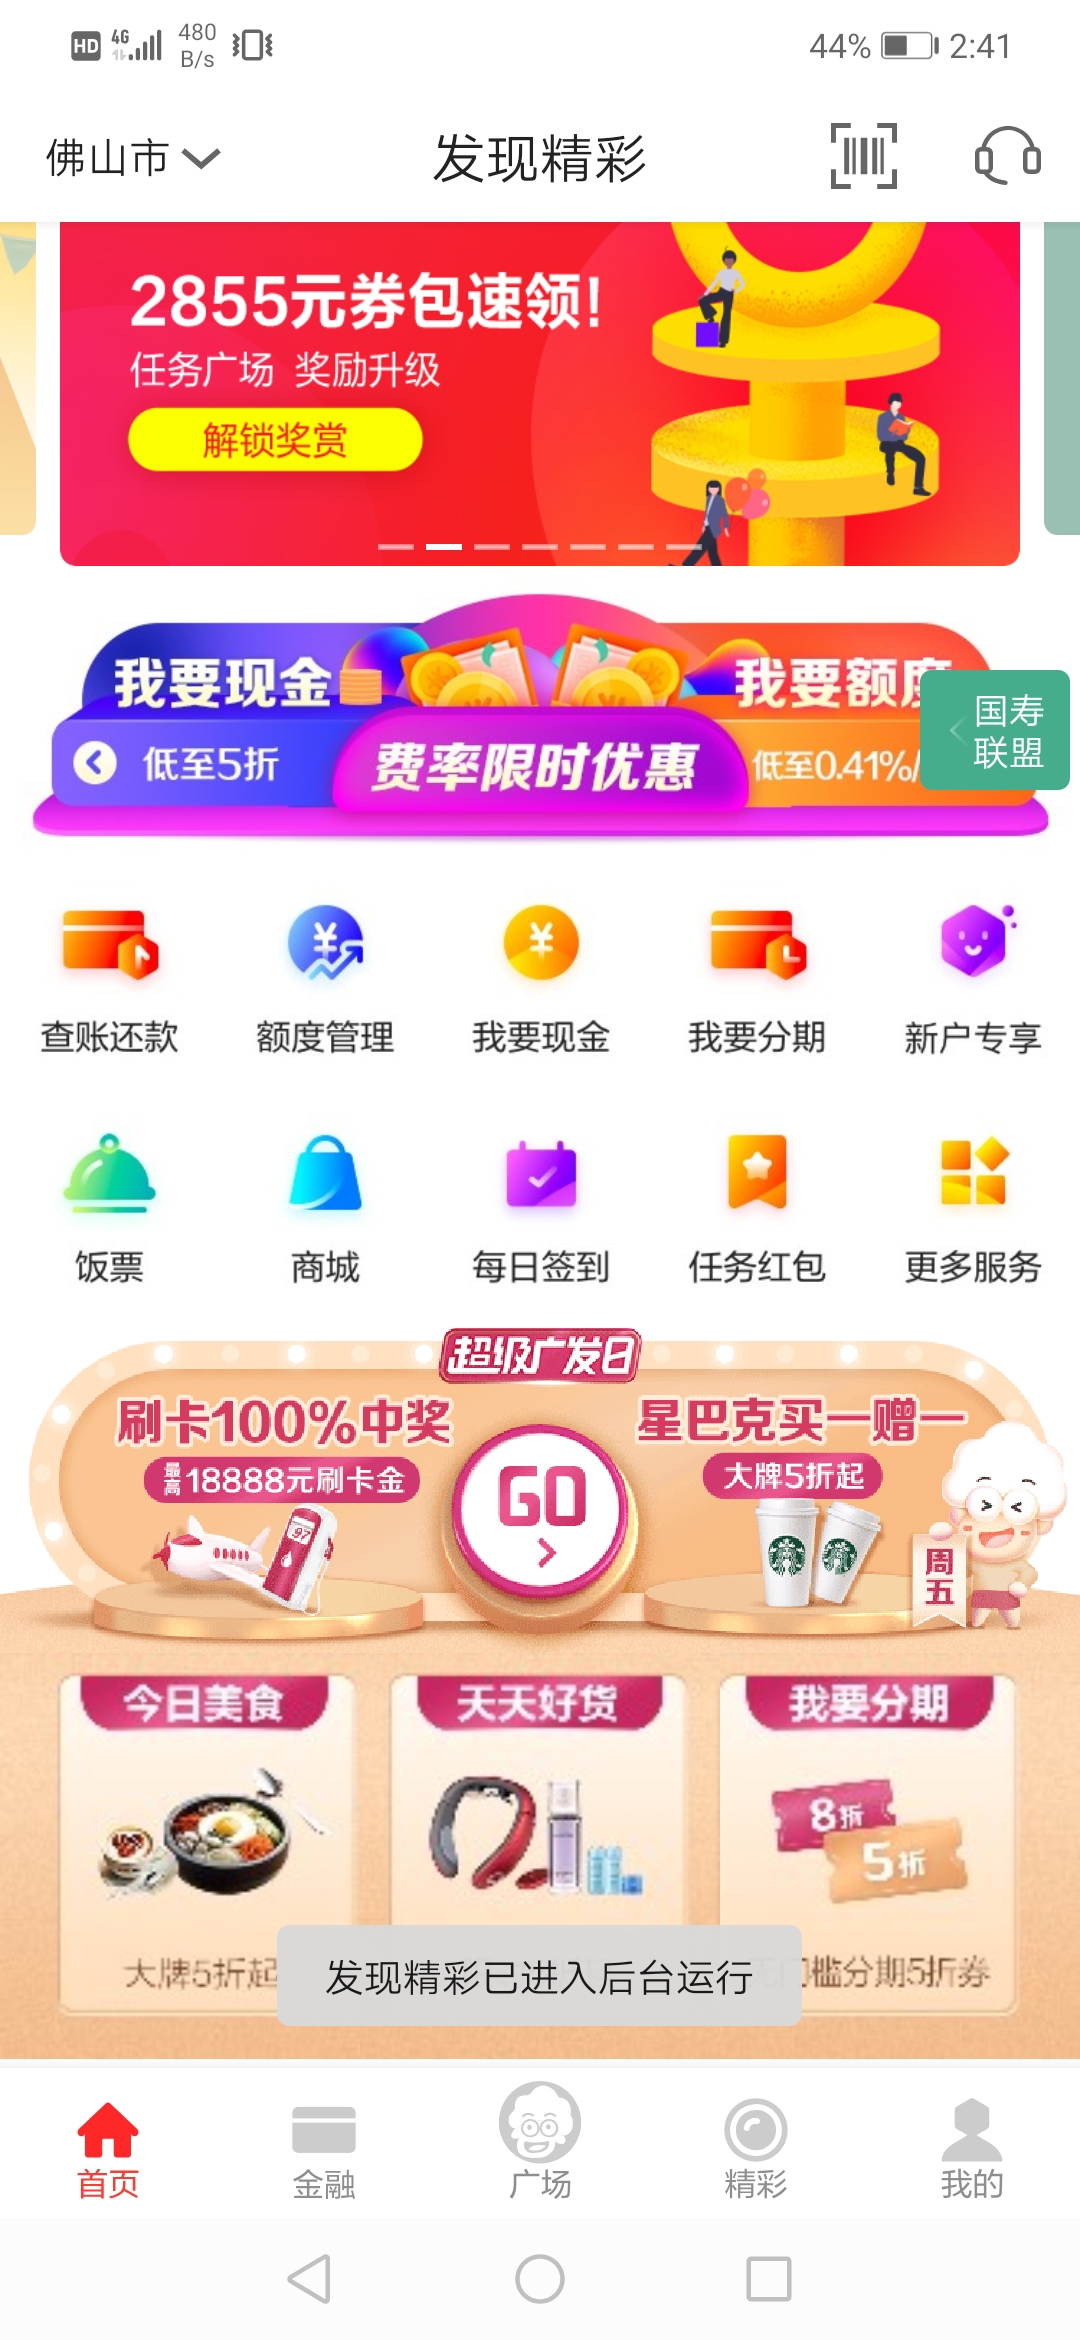 HD 4G 480 B/s 44% 2:41
佛山市 发现精彩
2855元券包速领!
任务广场 奖励升级
解锁奖赏
我要现金 我要额度
国寿联盟
低至5折 费率限时优惠 低至0.41%/
查账还款 额度管理 我要现金 我要分期 新户专享
饭票 商城 每日签到 任务红包 更多服务
超级广发日
刷卡100%中奖 星巴克买一赠一
最高18888元刷卡金 大牌5折起
GO
97
周五
今日美食 天天好货 我要分期
8折
5折
大牌5折起 门槛分期5折券
发现精彩已进入后台运行
首页 金融 广场 精彩 我的